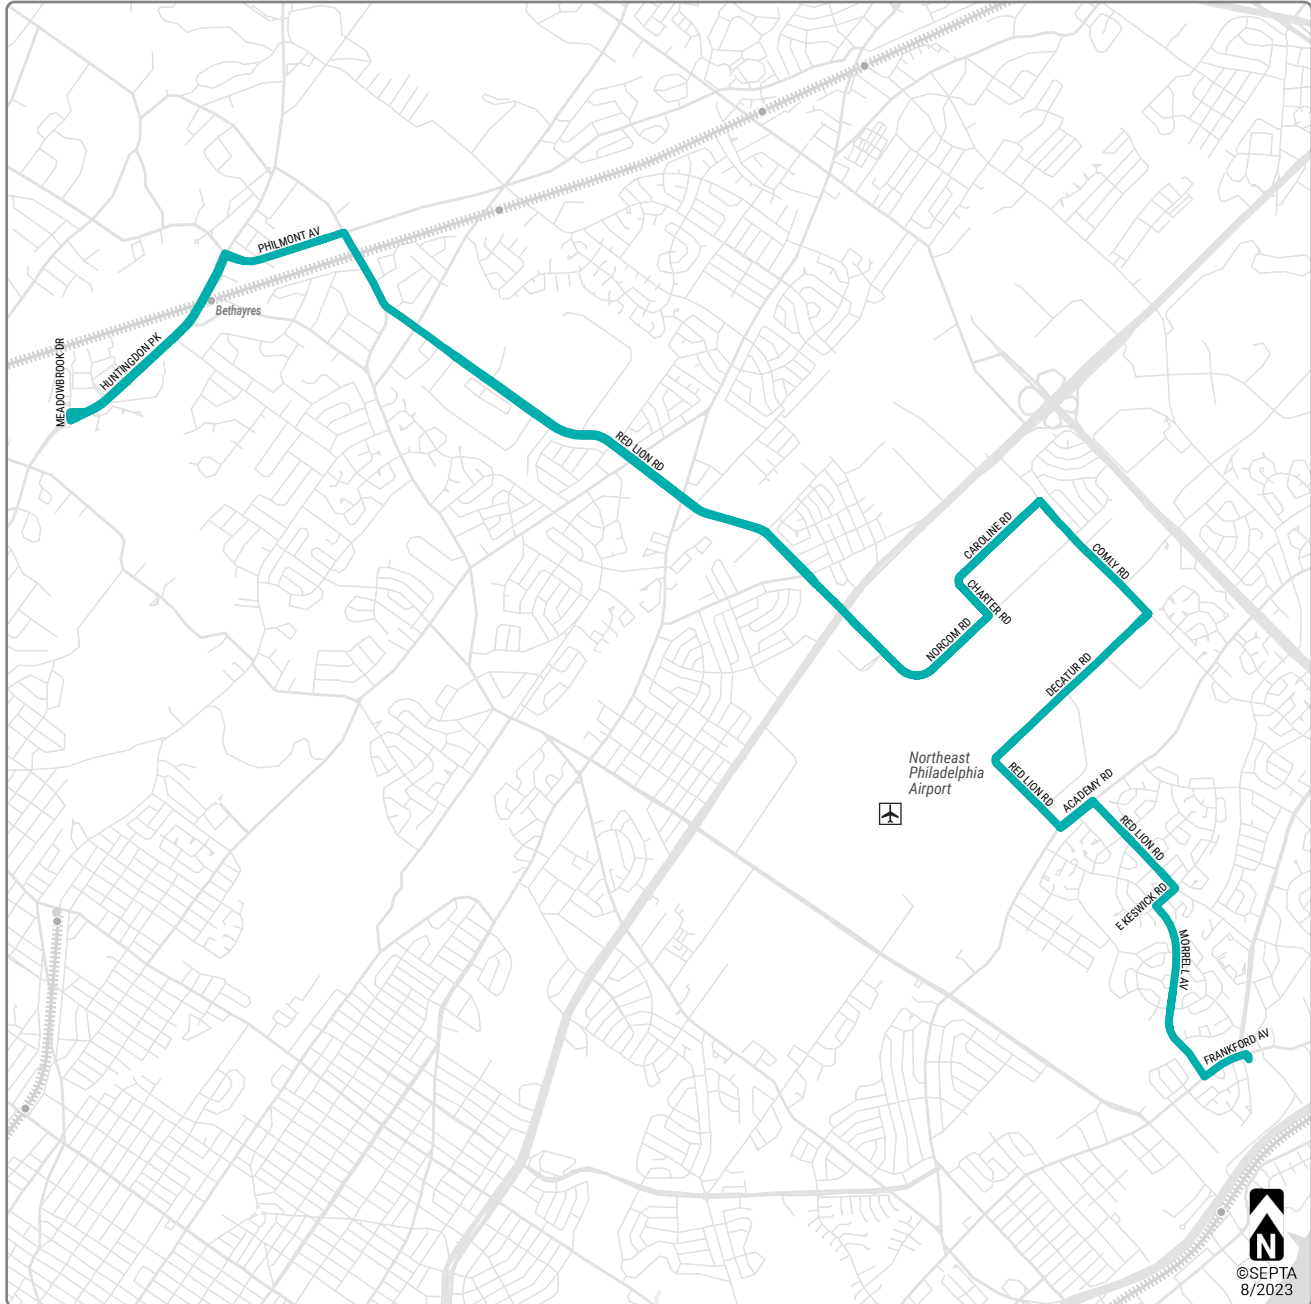 PHILMONT AV
Bethayres
MEADOWBROOK DR
HUNTINGDON PK
RED LION RD
CAROLINE RD
COMLY RD
CHARTER RD
NORCOM RD
DECATUR RD
Northeast
Philadelphia
Airport
RED LION RD
ACADEMY RD
RED LION RD
E KESWICK RD
MORRELL AV
FRANKFORD AV
N
©SEPTA
8/2023